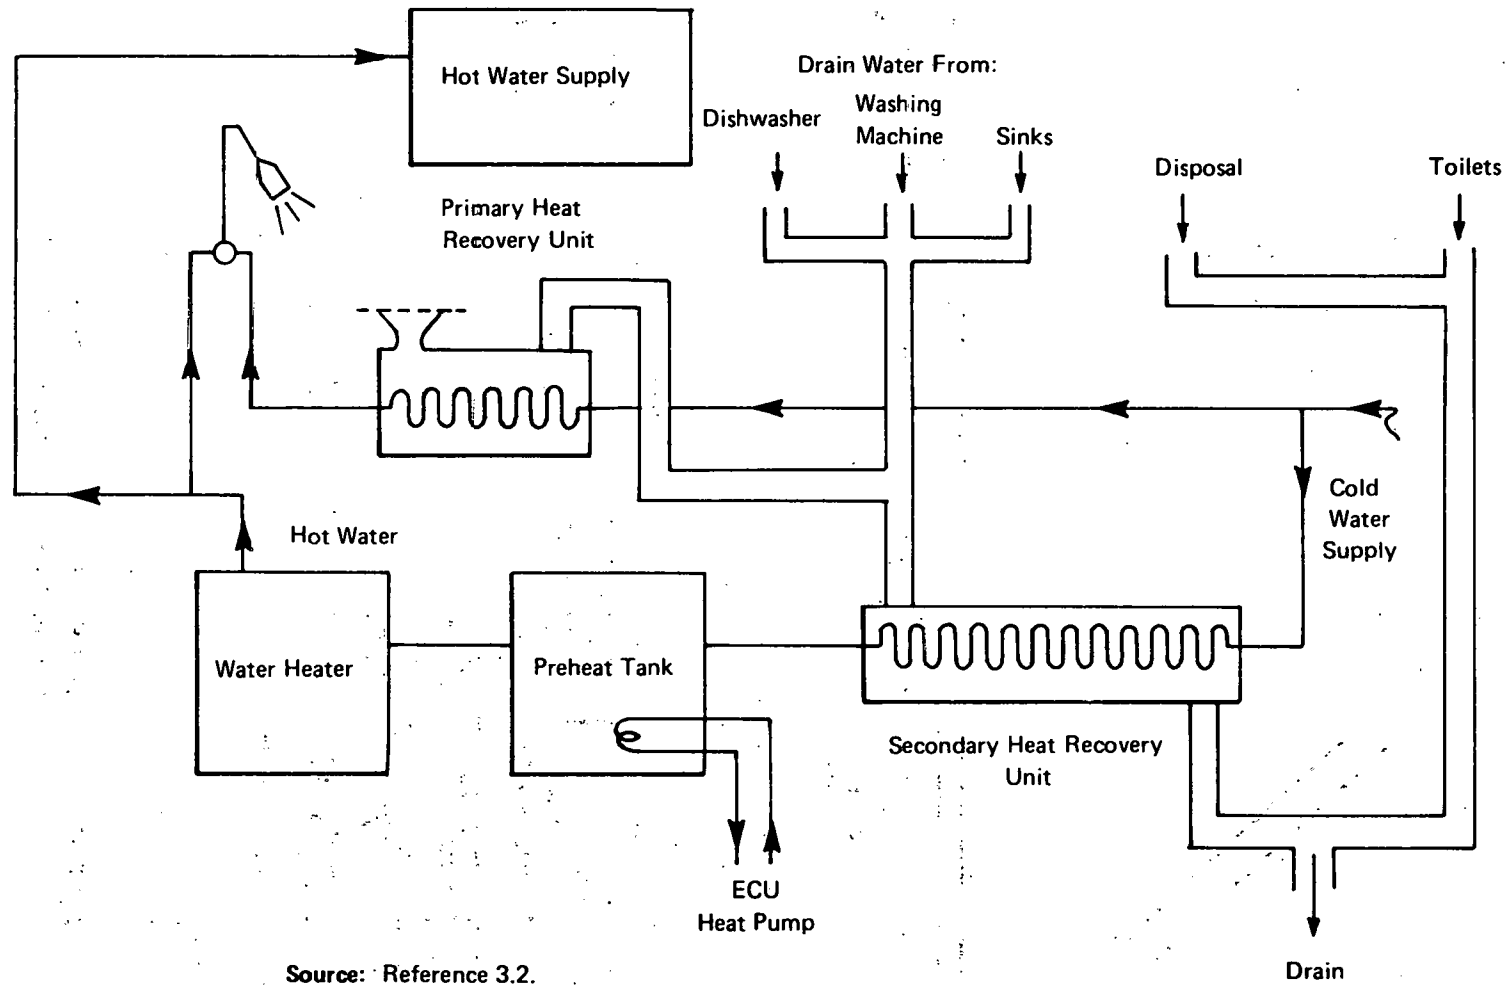 Hot Water Supply
Drain Water From:
Dishwasher
Washing
Machine
Sinks
Disposal
Toilets
Primary Heat
Recovery Unit
Cold
Water
Supply
Hot Water
Water Heater
Preheat Tank
Secondary Heat Recovery
Unit
ECU
Heat Pump
Drain
Source: Reference 3.2.